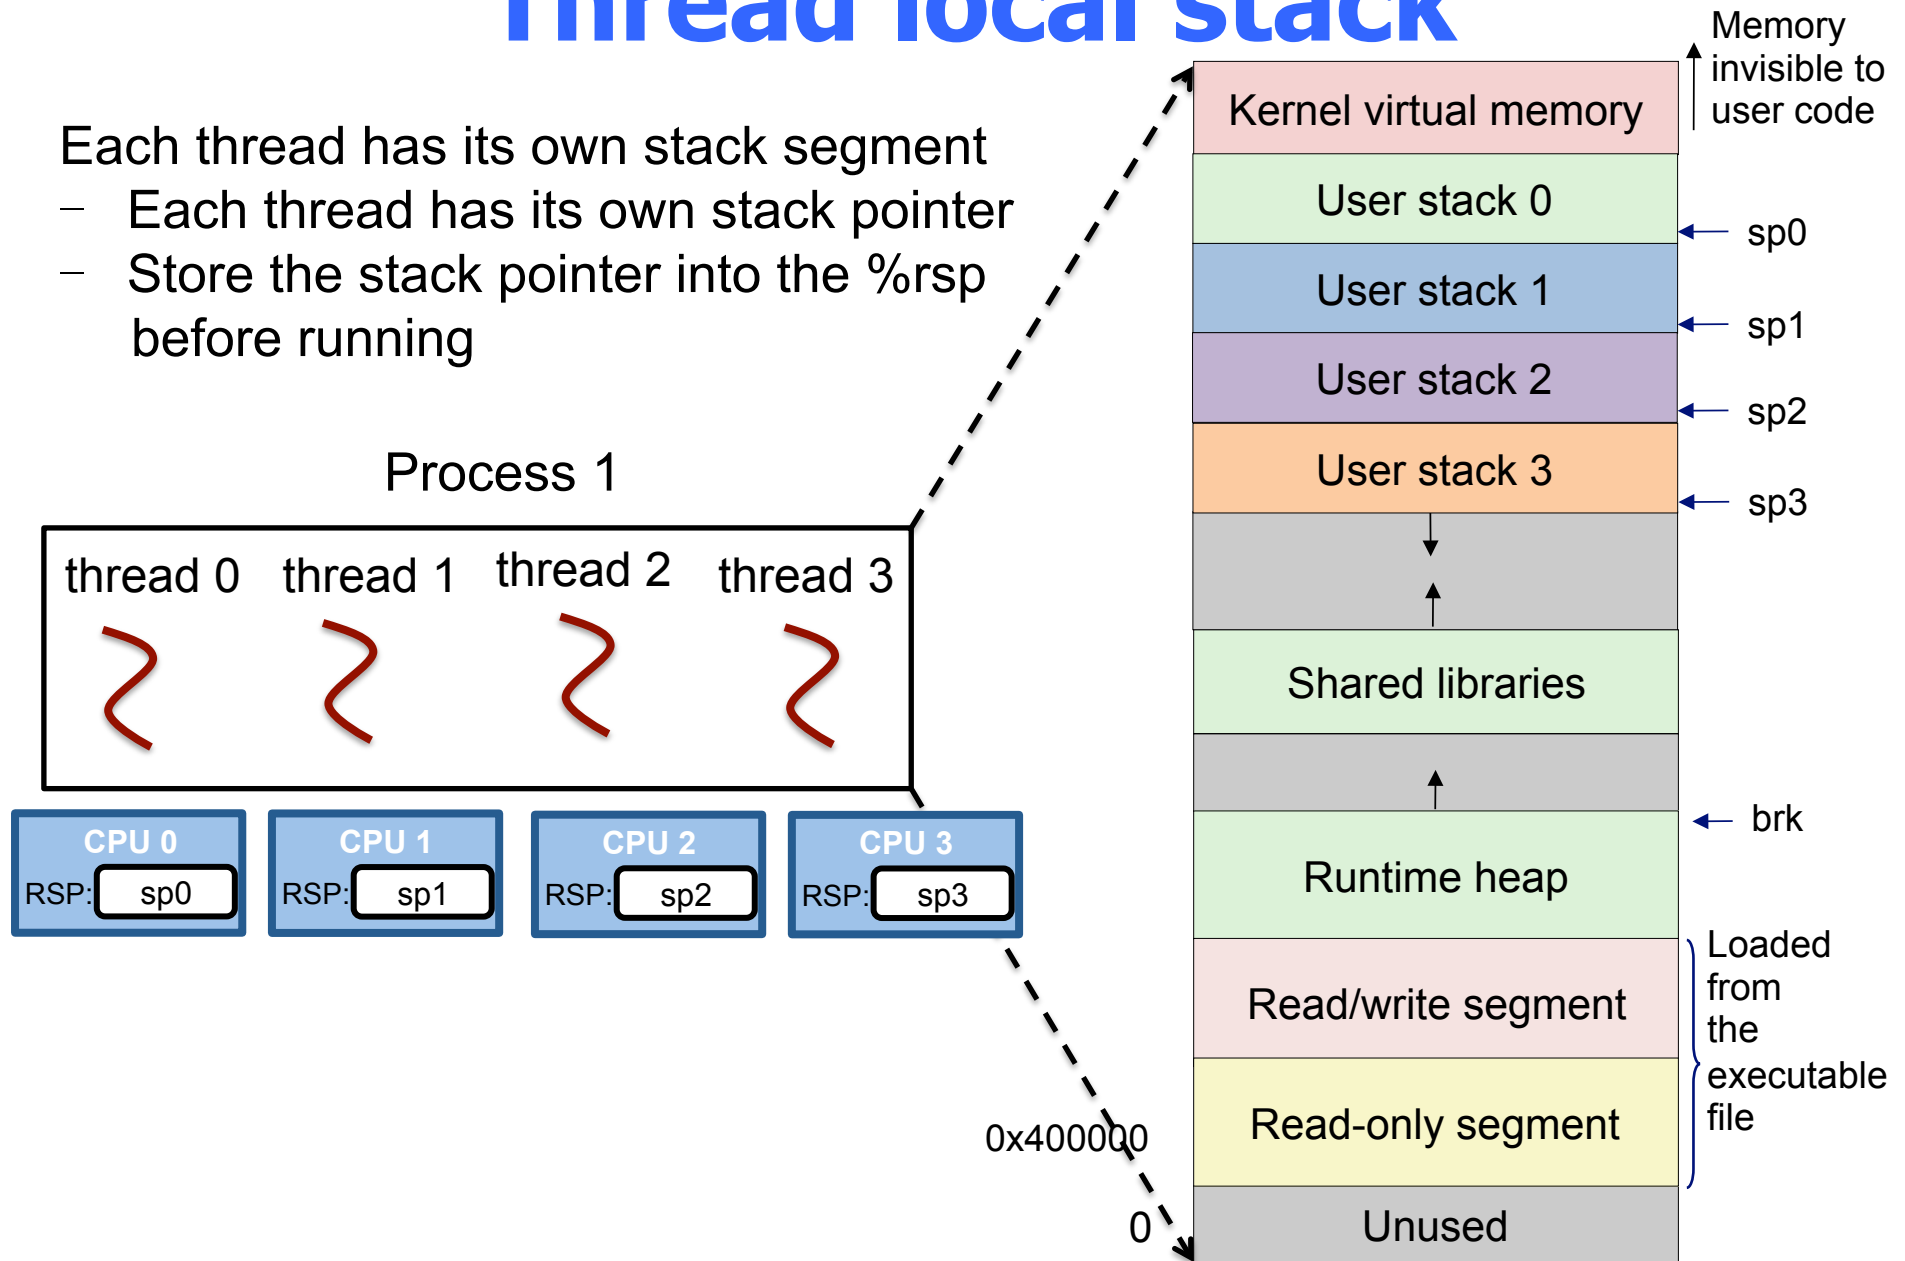 Thread local stack
Each thread has its own stack segment
– Each thread has its own stack pointer
– Store the stack pointer into the %rsp
before running
Process 1
thread 0 thread 1 thread 2 thread 3
CPU 0
RSP: sp0
CPU 1
RSP: sp1
CPU 2
RSP: sp2
CPU 3
RSP: sp3
Memory
invisible to
user code
Kernel virtual memory
User stack 0
sp0
User stack 1
sp1
User stack 2
sp2
User stack 3
sp3
Shared libraries
brk
Runtime heap
Read/write segment
Loaded
from
the
executable
file
Read-only segment
0x400000
Unused
0